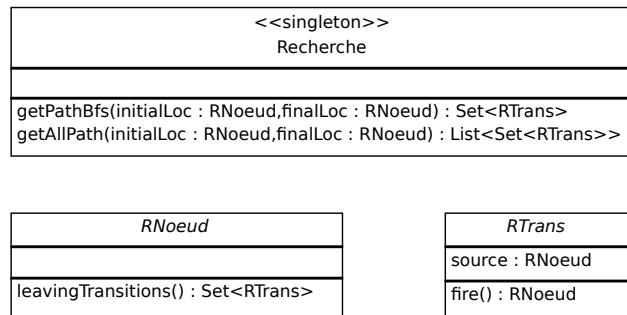 <<singleton>>
Recherche
getPathBfs(initialLoc : RNoeud,finalLoc : RNoeud) : Set<RTrans>
getAllPath(initialLoc : RNoeud,finalLoc : RNoeud) : List<Set<RTrans>>
RNoeud
leavingTransitions() : Set<RTrans>
RTrans
source : RNoeud
fire() : RNoeud